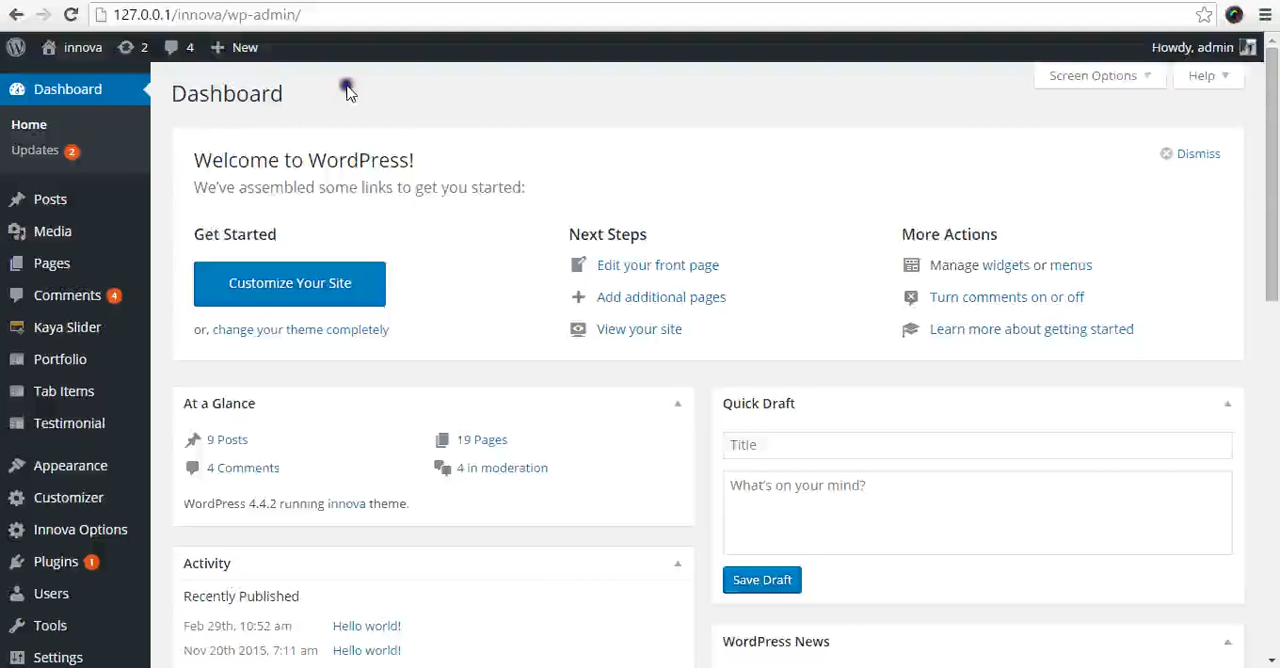 127.0.0.1/innova/wp-admin/
innova 2 4 New Howdy, admin
Dashboard
Home
Updates 2
Posts
Media
Pages
Comments 4
Kaya Slider
Portfolio
Tab Items
Testimonial
Appearance
Customizer
Innova Options
Plugins 1
Users
Tools
Settings
Screen Options Help
Dashboard
Welcome to WordPress! Dismiss
We've assembled some links to get you started:
Get Started
Customize Your Site
or, change your theme completely
Next Steps
Edit your front page
Add additional pages
View your site
More Actions
Manage widgets or menus
Turn comments on or off
Learn more about getting started
At a Glance
9 Posts 19 Pages
4 Comments 4 in moderation
WordPress 4.4.2 running innova theme.
Activity
Recently Published
Feb 29th, 10:52 am Hello world!
Nov 20th 2015, 7:11 am Hello world!
Quick Draft
Title
What's on your mind?
Save Draft
WordPress News